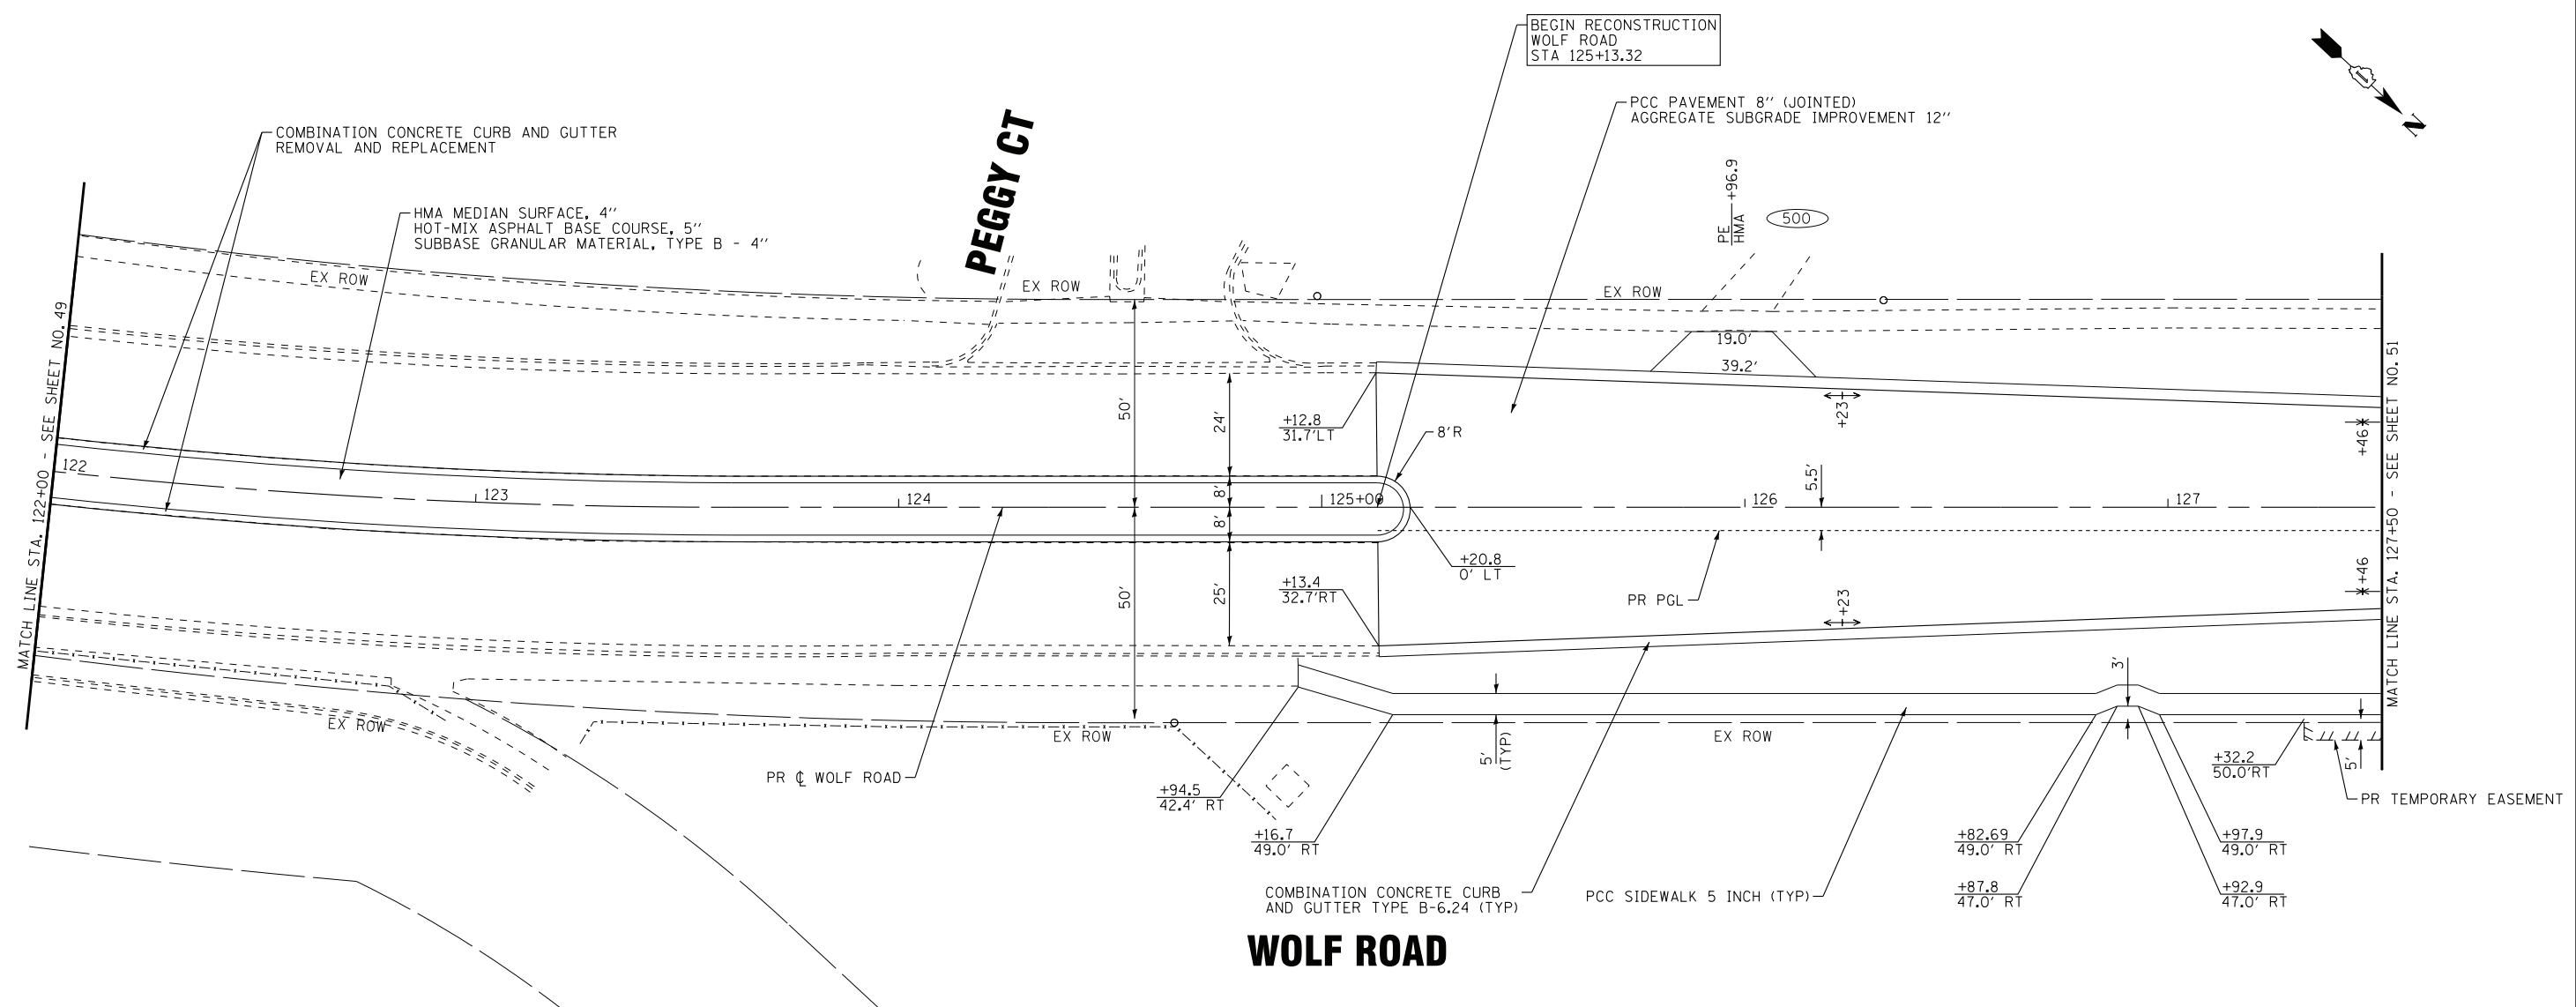 BEGIN RECONSTRUCTION
WOLF ROAD
STA 125+13.32
N
PCC PAVEMENT 8'' (JOINTED)
AGGREGATE SUBGRADE IMPROVEMENT 12''
COMBINATION CONCRETE CURB AND GUTTER
REMOVAL AND REPLACEMENT
HMA MEDIAN SURFACE, 4''
HOT-MIX ASPHALT BASE COURSE, 5''
SUBBASE GRANULAR MATERIAL, TYPE B - 4''
PEGGY CT
PE
HMA
+96.9
500
EX ROW
EX ROW
EX ROW
19.0'
39.2'
MATCH LINE STA. 122+00 - SEE SHEET NO. 49
MATCH LINE STA. 127+50 - SEE SHEET NO. 51
50'
24'
+12.8
31.7'LT
8'R
+23
+46
122
123
124
125+00
126
127
8'
8'
5.5'
+20.8
0' LT
50'
25'
+13.4
32.7'RT
PR PGL
+23
+46
3'
EX ROW
EX ROW
EX ROW
5'
(TYP)
5'
PR ℄ WOLF ROAD
+94.5
42.4' RT
+32.2
50.0'RT
PR TEMPORARY EASEMENT
+16.7
49.0' RT
+82.69
49.0' RT
+97.9
49.0' RT
+87.8
47.0' RT
+92.9
47.0' RT
COMBINATION CONCRETE CURB
AND GUTTER TYPE B-6.24 (TYP)
PCC SIDEWALK 5 INCH (TYP)
WOLF ROAD